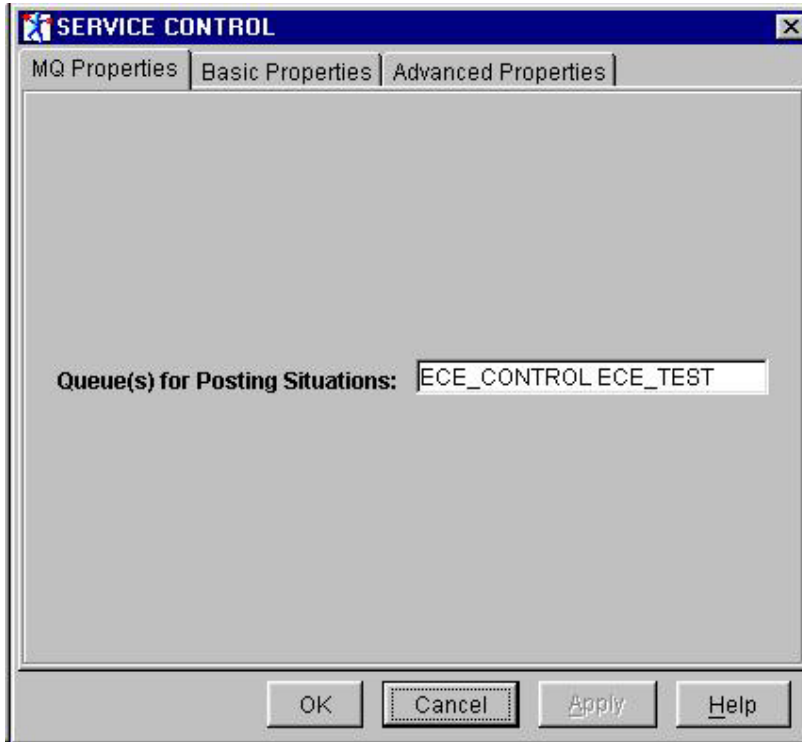 SERVICE CONTROL
MQ Properties Basic Properties Advanced Properties
Queue(s) for Posting Situations: ECE_CONTROL ECE_TEST
OK Cancel Apply Help